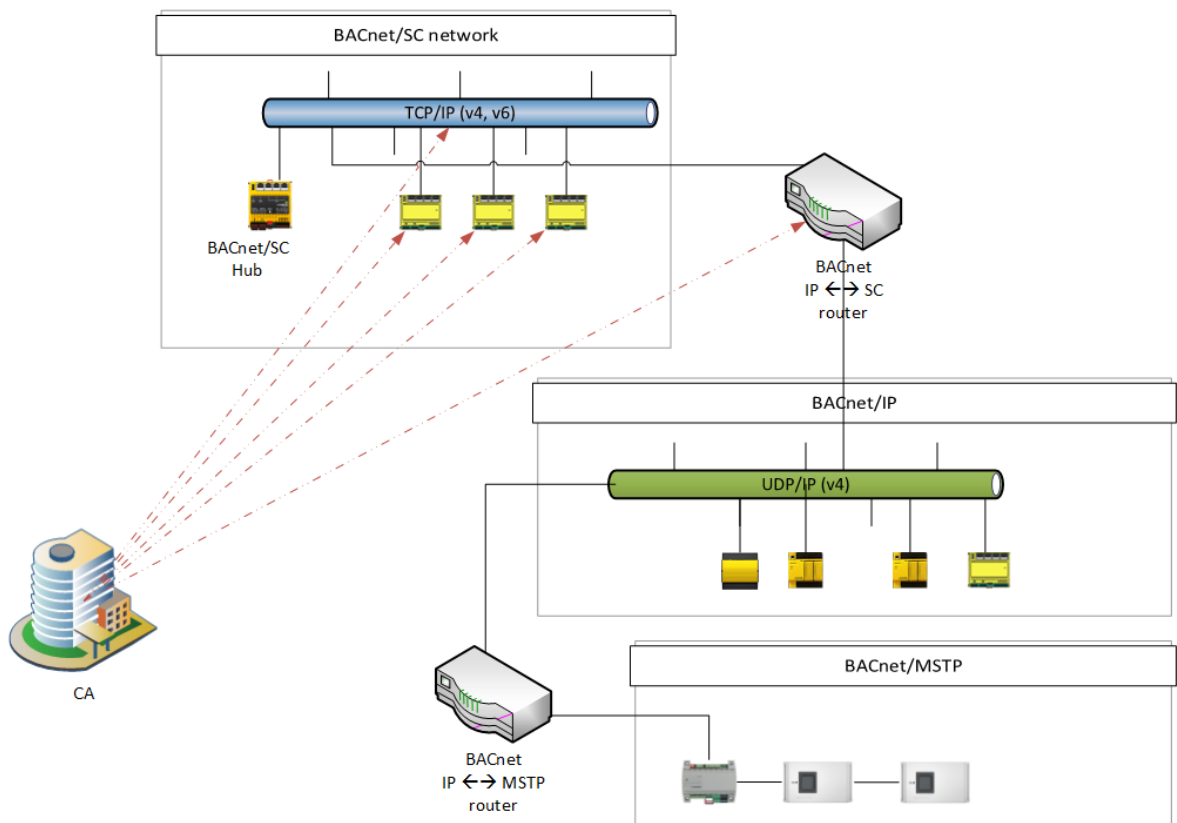 BACnet/SC network
TCP/IP (v4, v6)
BACnet/SC
Hub
BACnet
IP ←→ SC
router
BACnet/IP
UDP/IP (v4)
BACnet/MSTP
CA
BACnet
IP ←→ MSTP
router